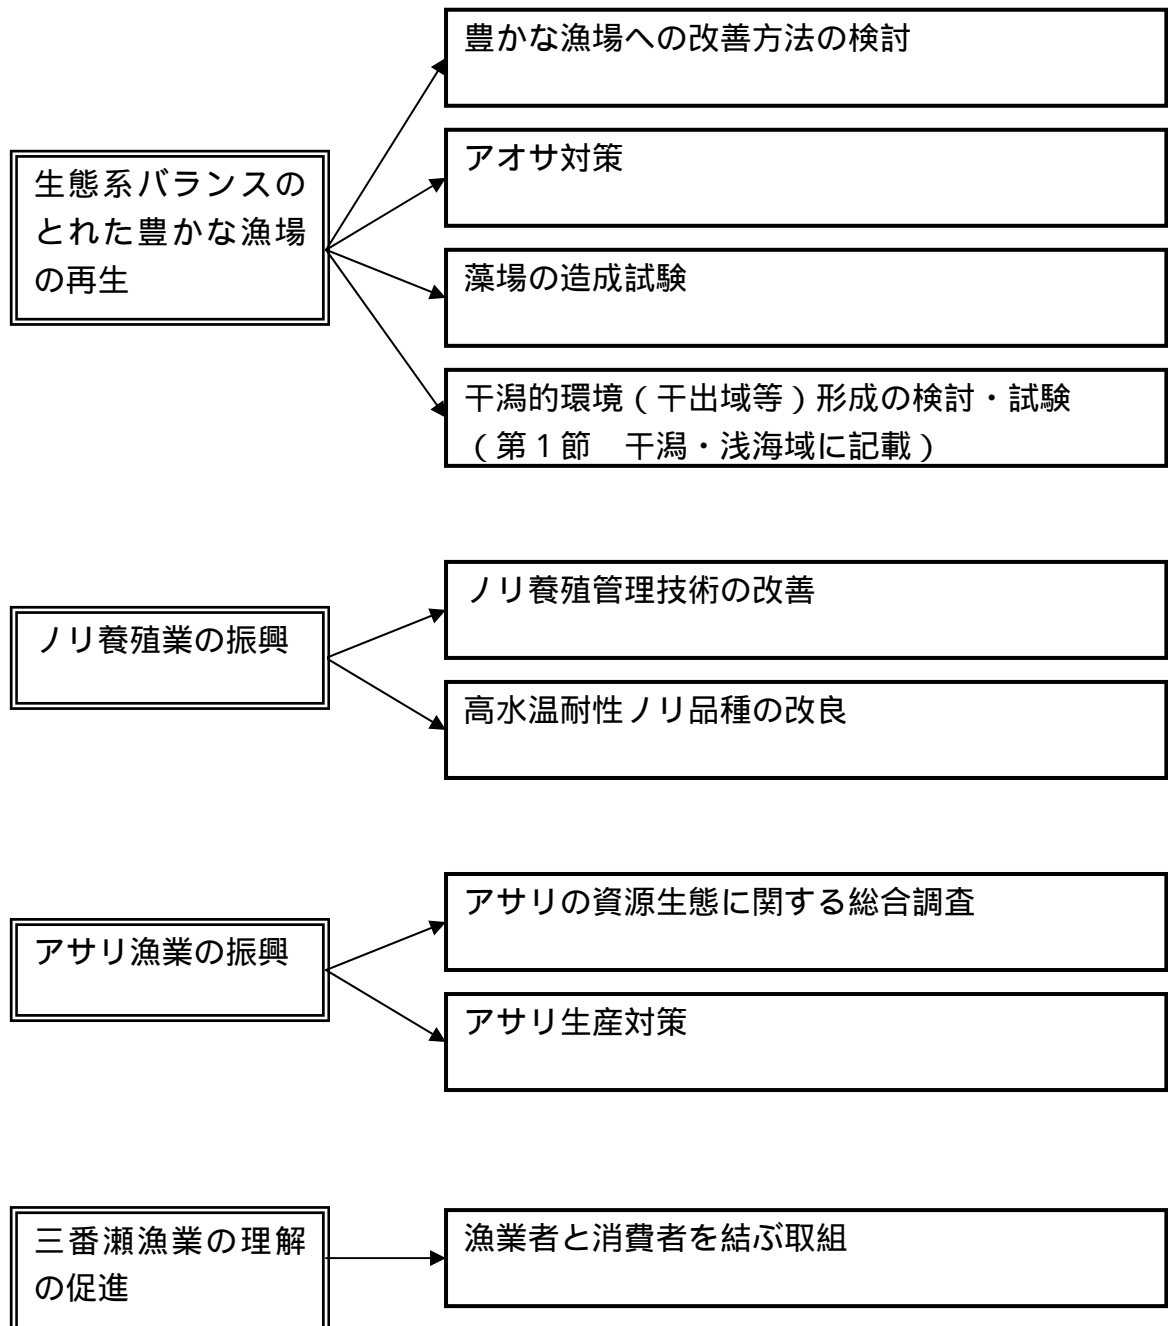 生態系バランスの
とれた豊かな漁場
の再生
豊かな漁場への改善方法の検討
アオサ対策
藻場の造成試験
干潟的環境（干出域等）形成の検討・試験
（第1節　干潟・浅海域に記載）
ノリ養殖業の振興
ノリ養殖管理技術の改善
高水温耐性ノリ品種の改良
アサリ漁業の振興
アサリの資源生態に関する総合調査
アサリ生産対策
三番瀬漁業の理解
の促進
漁業者と消費者を結ぶ取組